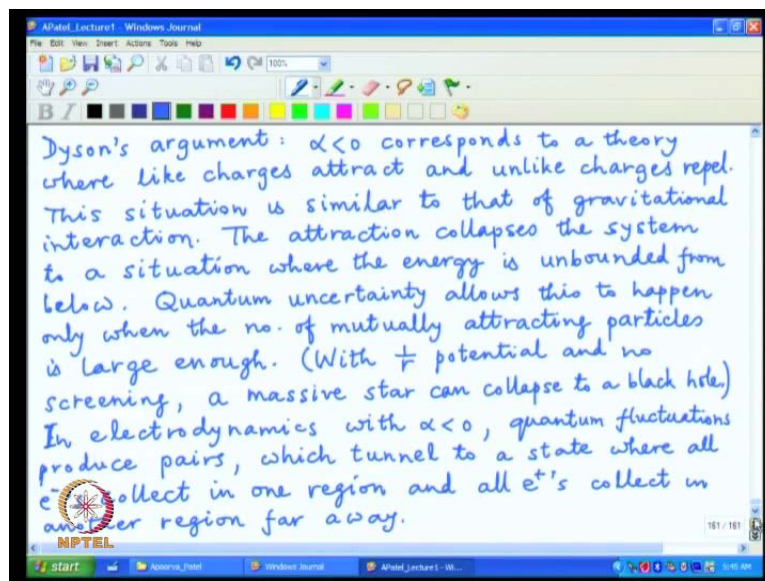 APatel_Lecture1 - Windows Journal
File Edit View Insert Actions Tools Help
100%
B I
Dyson's argument: α<0 corresponds to a theory
where like charges attract and unlike charges repel.
This situation is similar to that of gravitational
interaction. The attraction collapses the system
to a situation where the energy is unbounded from
below. Quantum uncertainty allows this to happen
only when the no. of mutually attracting particles
is large enough. (With 1/r potential and no
screening, a massive star can collapse to a black hole.)
In electrodynamics with α<0, quantum fluctuations
produce pairs, which tunnel to a state where all
collect in one region and all e⁺'s collect in
another region far away.
161 / 161
NPTEL
start Apoorva_Patel Windows Journal APatel_Lecture1 - Wi... 5:45 AM